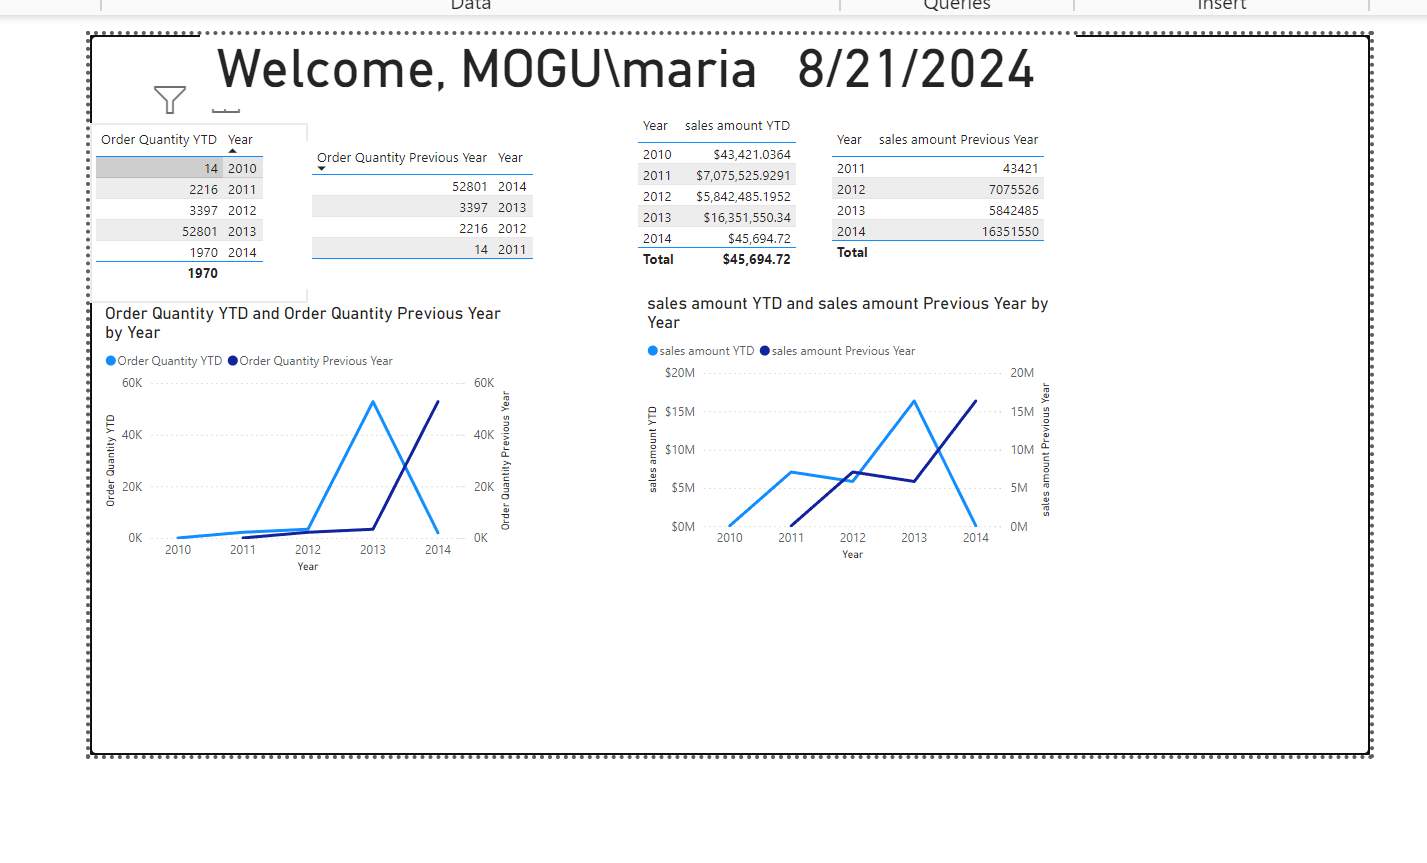 Data
Queries
Insert
Welcome, MOGU\maria 8/21/2024
Order Quantity YTD Year
14 2010
2216 2011
3397 2012
52801 2013
1970 2014
1970
Order Quantity Previous Year Year
52801 2014
3397 2013
2216 2012
14 2011
Year sales amount YTD
2010 $43,421.0364
2011 $7,075,525.9291
2012 $5,842,485.1952
2013 $16,351,550.34
2014 $45,694.72
Total $45,694.72
Year sales amount Previous Year
2011 43421
2012 7075526
2013 5842485
2014 16351550
Total
Order Quantity YTD and Order Quantity Previous Year
by Year
Order Quantity YTD Order Quantity Previous Year
60K 60K
40K 40K
20K 20K
0K 0K
Order Quantity YTD
Order Quantity Previous Year
2010 2011 2012 2013 2014
Year
sales amount YTD and sales amount Previous Year by
Year
sales amount YTD sales amount Previous Year
$20M 20M
$15M 15M
$10M 10M
$5M 5M
$0M 0M
sales amount YTD
sales amount Previous Year
2010 2011 2012 2013 2014
Year